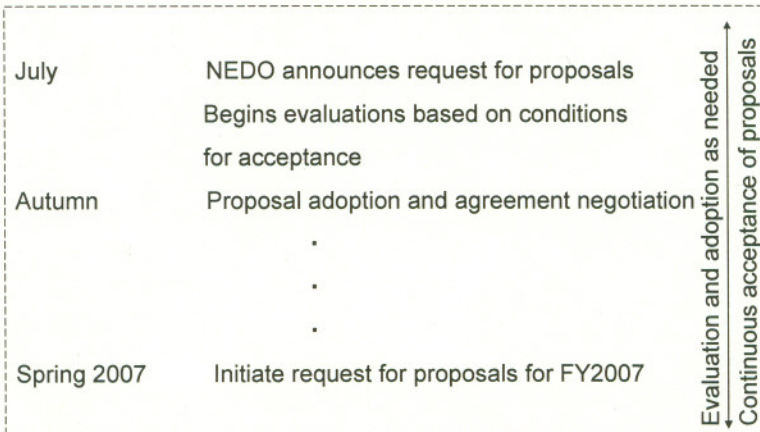 July NEDO announces request for proposals
Begins evaluations based on conditions
for acceptance
Autumn Proposal adoption and agreement negotiation
.
.
.
Spring 2007 Initiate request for proposals for FY2007
Evaluation and adoption as needed
Continuous acceptance of proposals